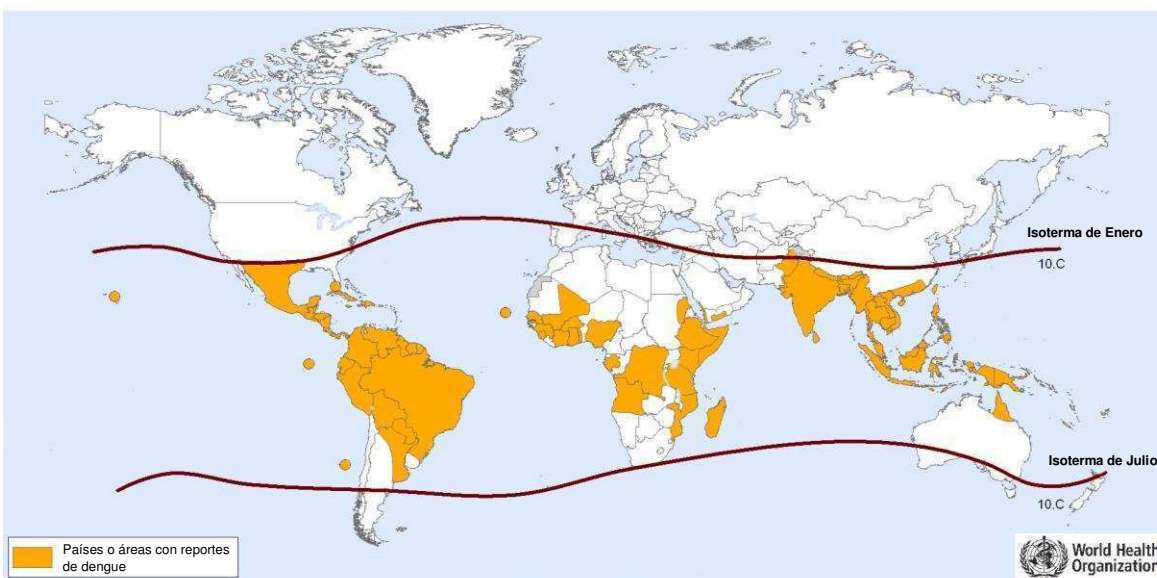 Isoterma de Enero
10.C
Isoterma de Julio
10.C
Países o áreas con reportes
de dengue
World Health
Organization